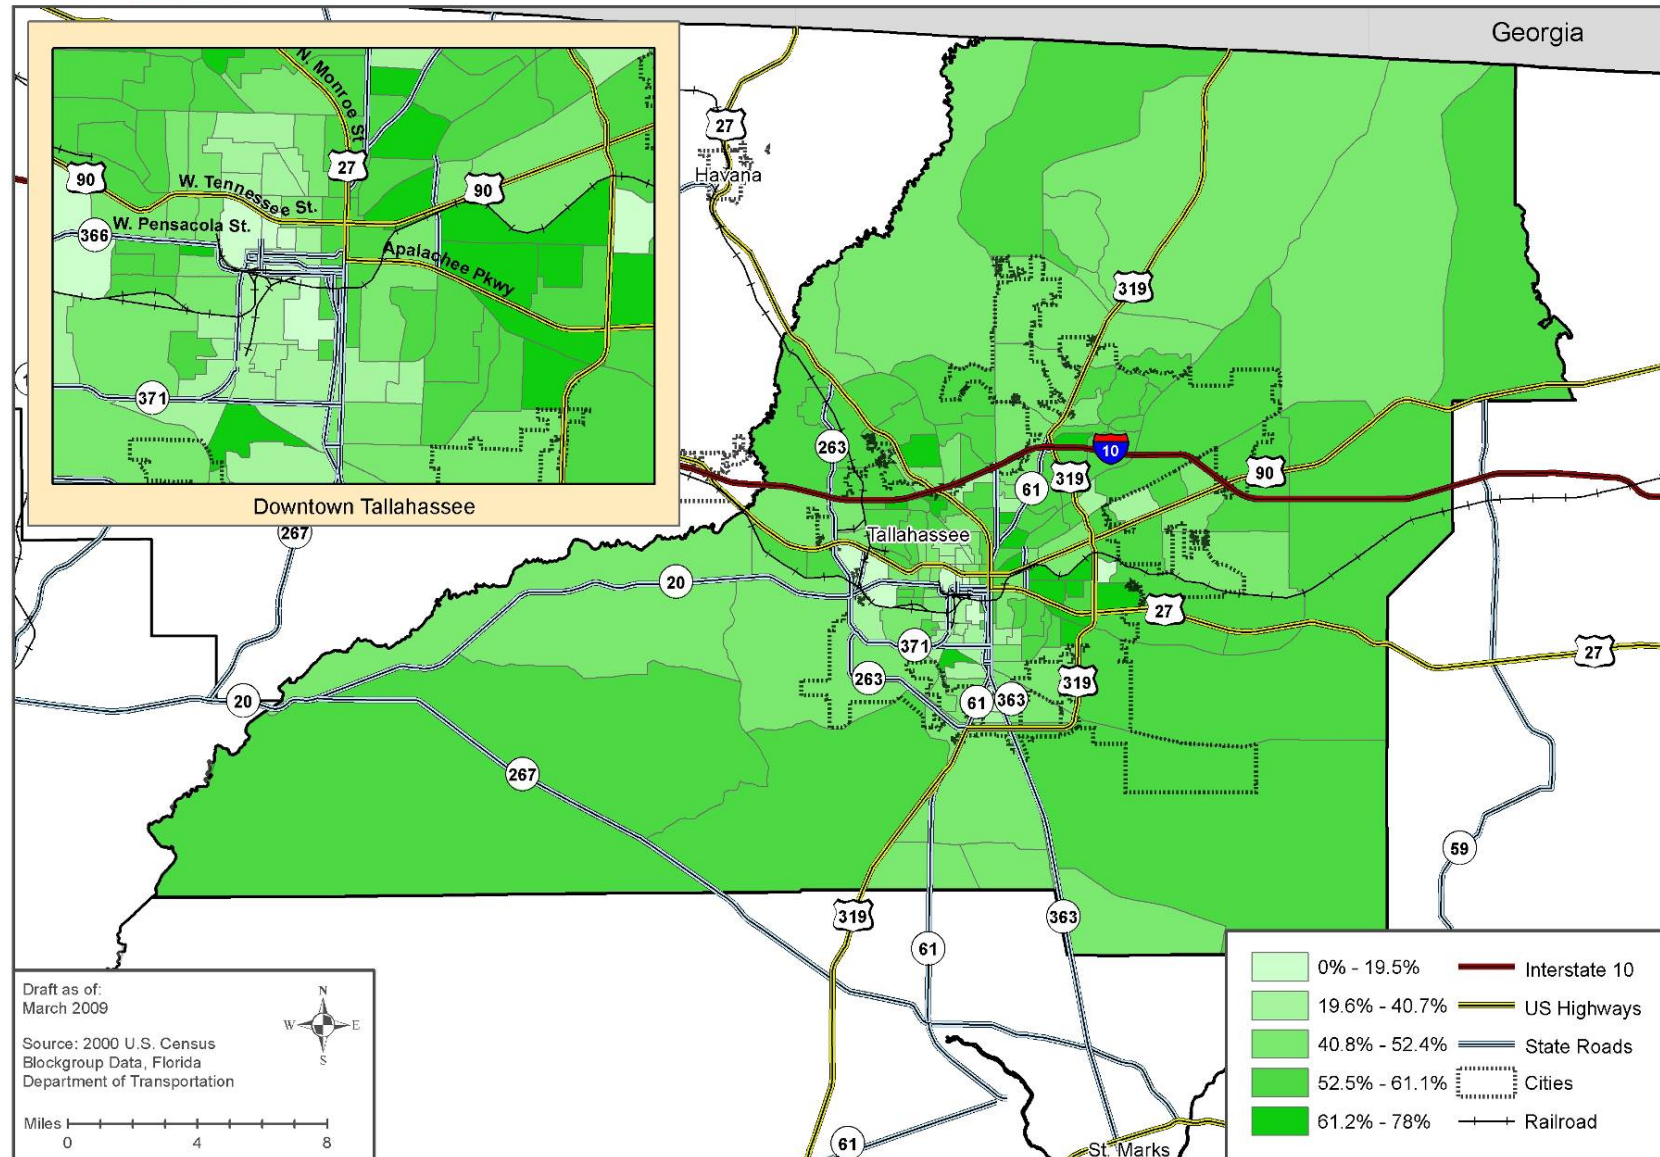 Georgia
N. Monroe St
27
90
W. Tennessee St.
90
366
W. Pensacola St.
Apalachee Pkwy
371
Downtown Tallahassee
27
Havana
319
263
10
319
61
90
Tallahassee
267
20
27
371
27
263
319
20
61
363
267
59
319
363
61
61
St. Marks
Draft as of:
March 2009
Source: 2000 U.S. Census
Blockgroup Data, Florida
Department of Transportation
N
W
E
S
Miles
0
4
8
0% - 19.5%
Interstate 10
19.6% - 40.7%
US Highways
40.8% - 52.4%
State Roads
52.5% - 61.1%
Cities
61.2% - 78%
Railroad